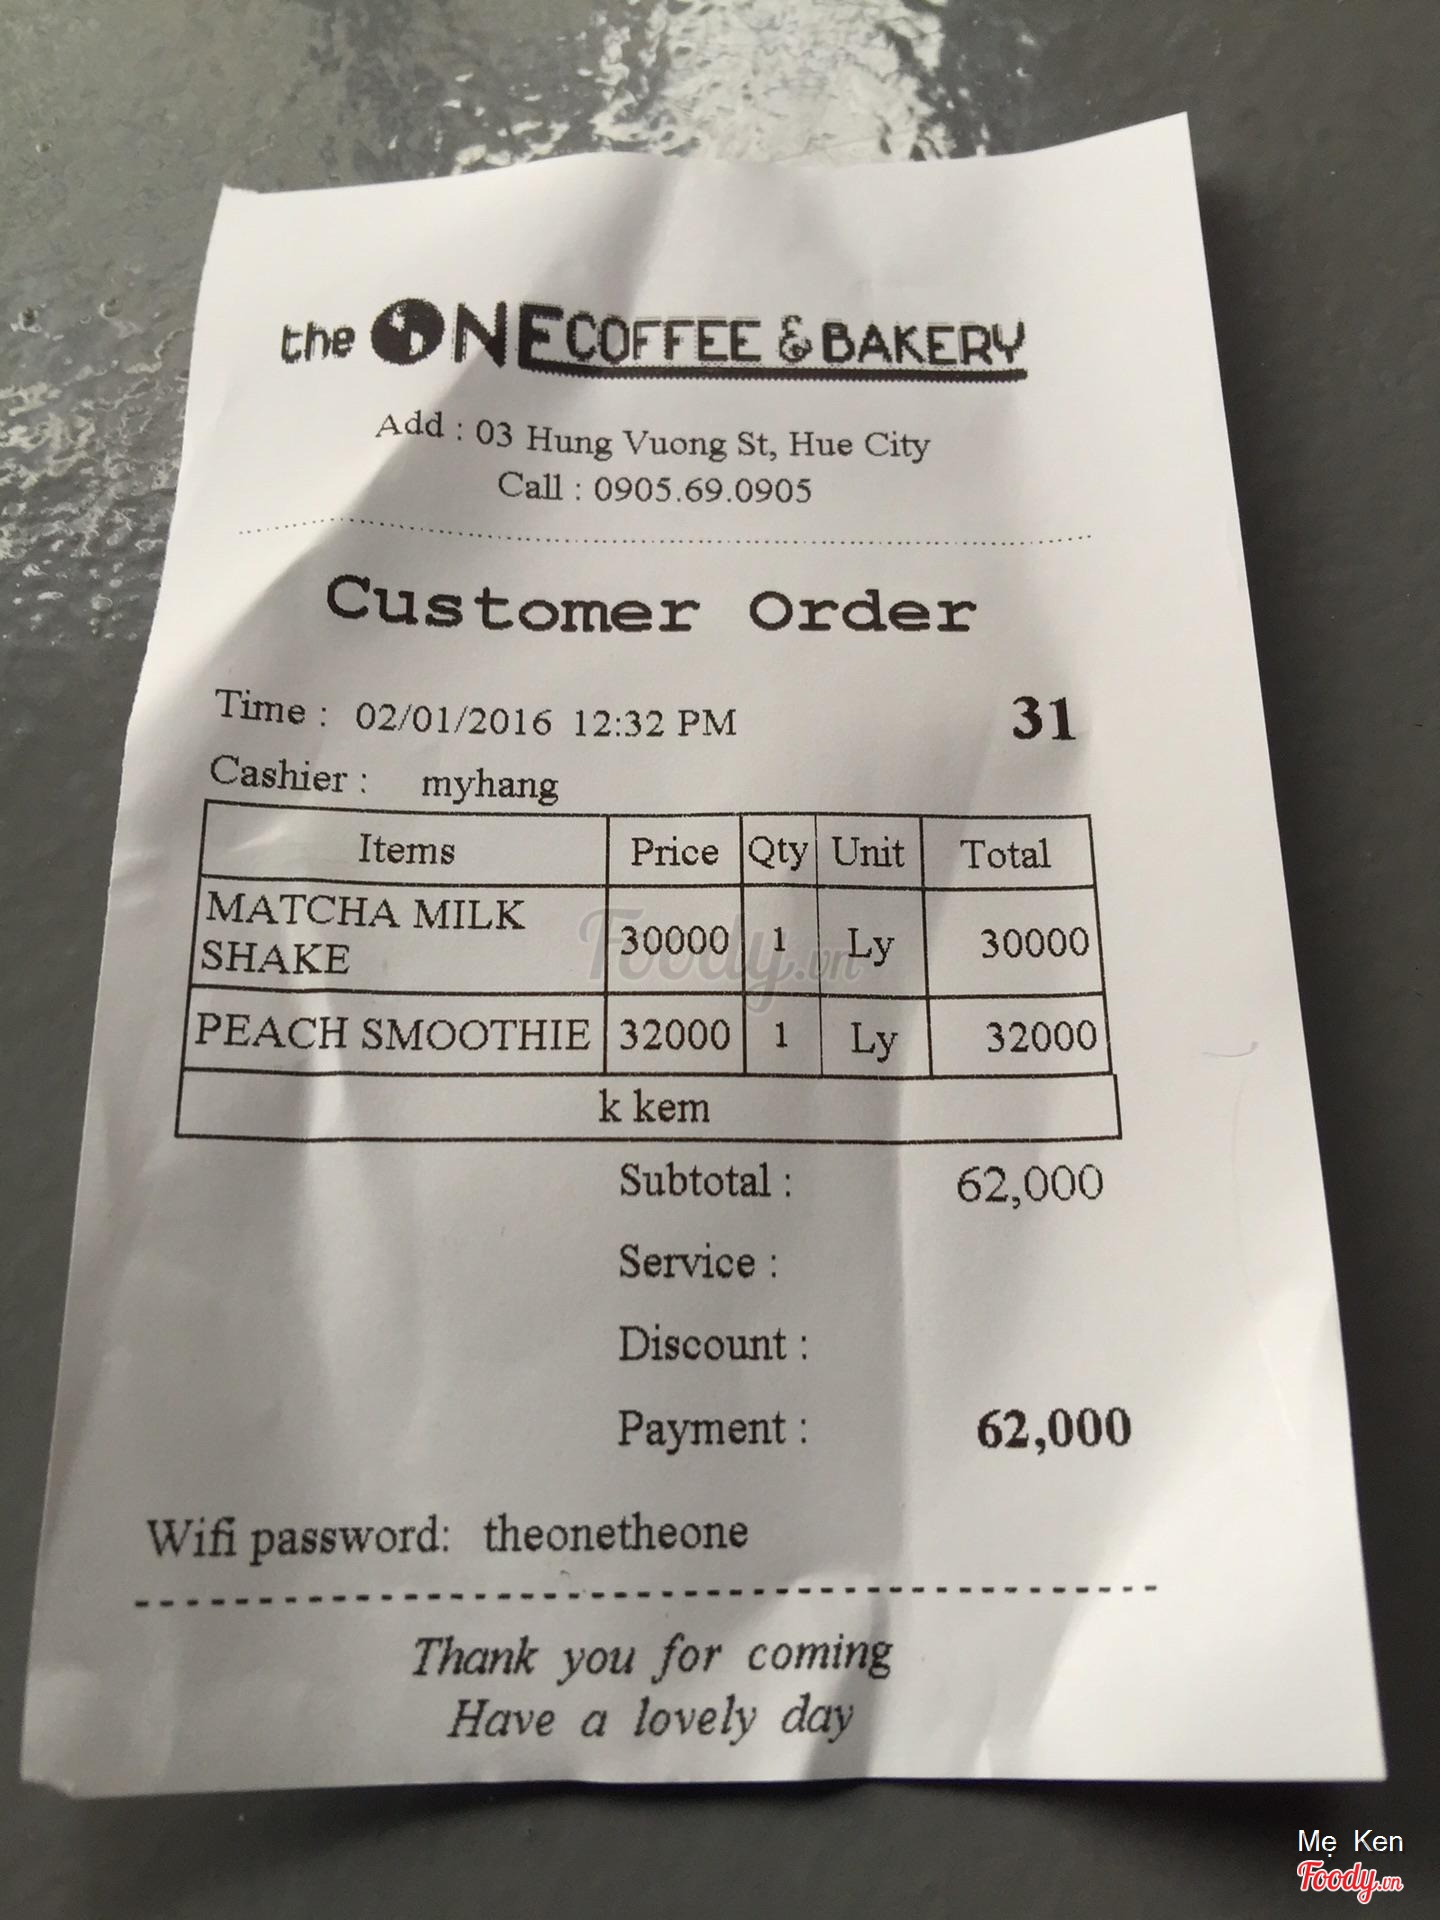 the ONE COFFEE & BAKERY
Add : 03 Hung Vuong St, Hue City
Call : 0905.69.0905
Customer Order
Time : 02/01/2016 12:32 PM 31
Cashier : myhang
Items Price Qty Unit Total
MATCHA MILK
SHAKE 30000 1 Ly 30000
PEACH SMOOTHIE 32000 1 Ly 32000
k kem
Subtotal : 62,000
Service :
Discount :
Payment : 62,000
Wifi password: theonetheone
Thank you for coming
Have a lovely day
Foody.vn
Mẹ Ken
Foody.vn